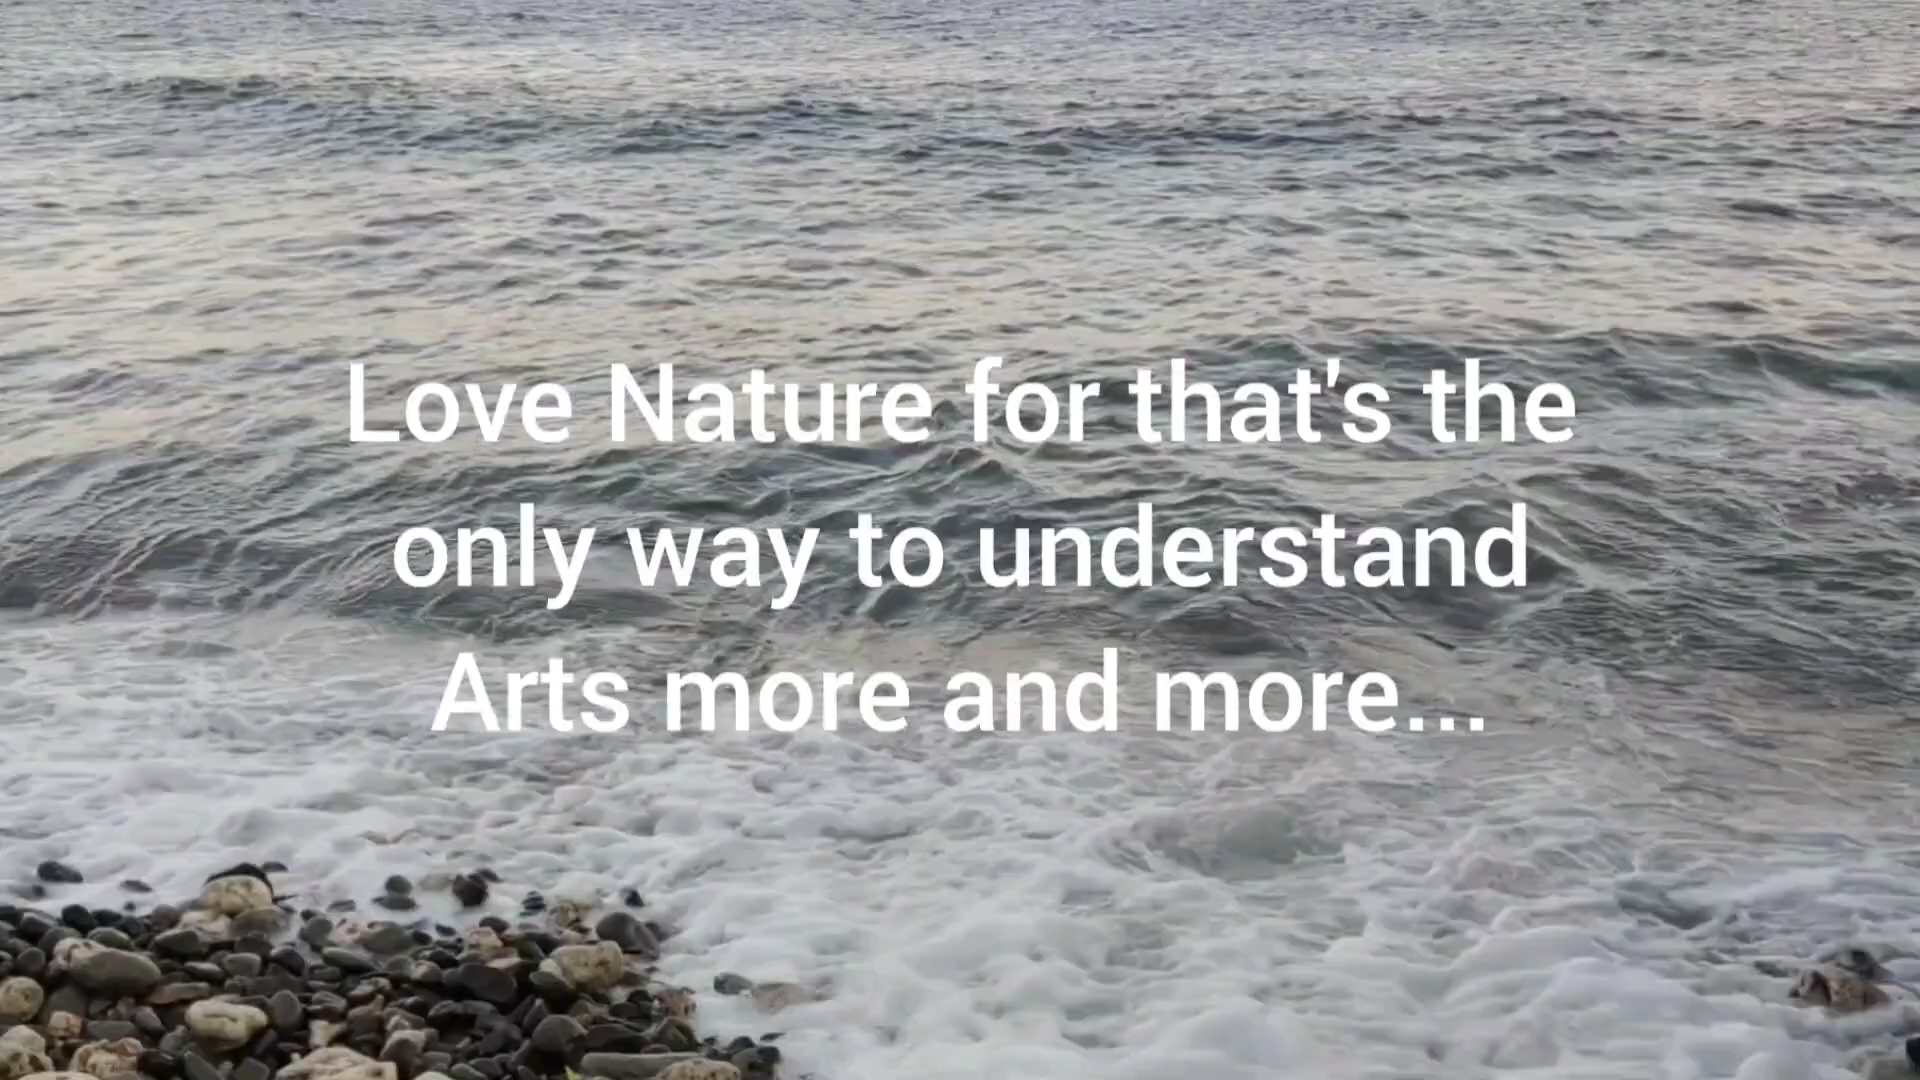 Love Nature for that's the
only way to understand
Arts more and more...